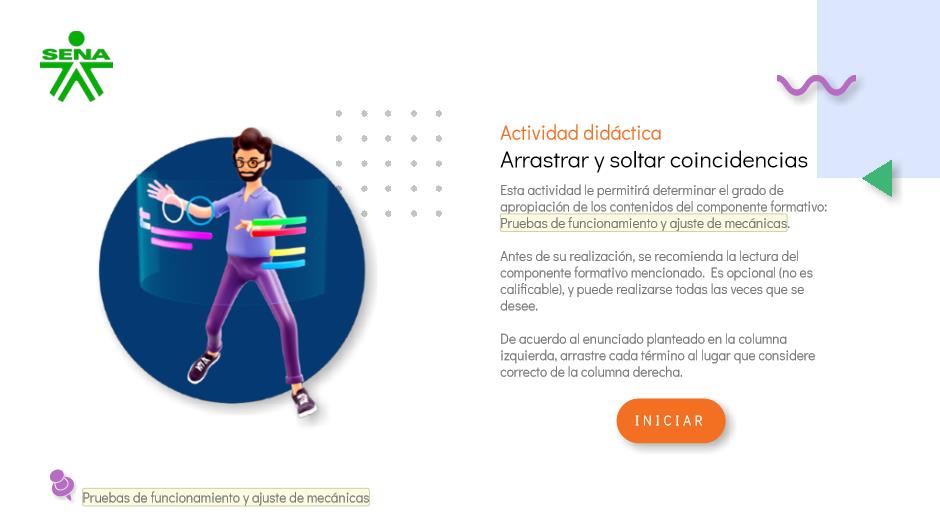 SENA
Actividad didáctica
Arrastrar y soltar coincidencias
Esta actividad le permitirá determinar el grado de
apropiación de los contenidos del componente formativo:
Pruebas de funcionamiento y ajuste de mecánicas.
Antes de su realización, se recomienda la lectura del
componente formativo mencionado. Es opcional (no es
calificable), y puede realizarse todas las veces que se
desee.
De acuerdo al enunciado planteado en la columna
izquierda, arrastre cada término al lugar que considere
correcto de la columna derecha.
INICIAR
Pruebas de funcionamiento y ajuste de mecánicas